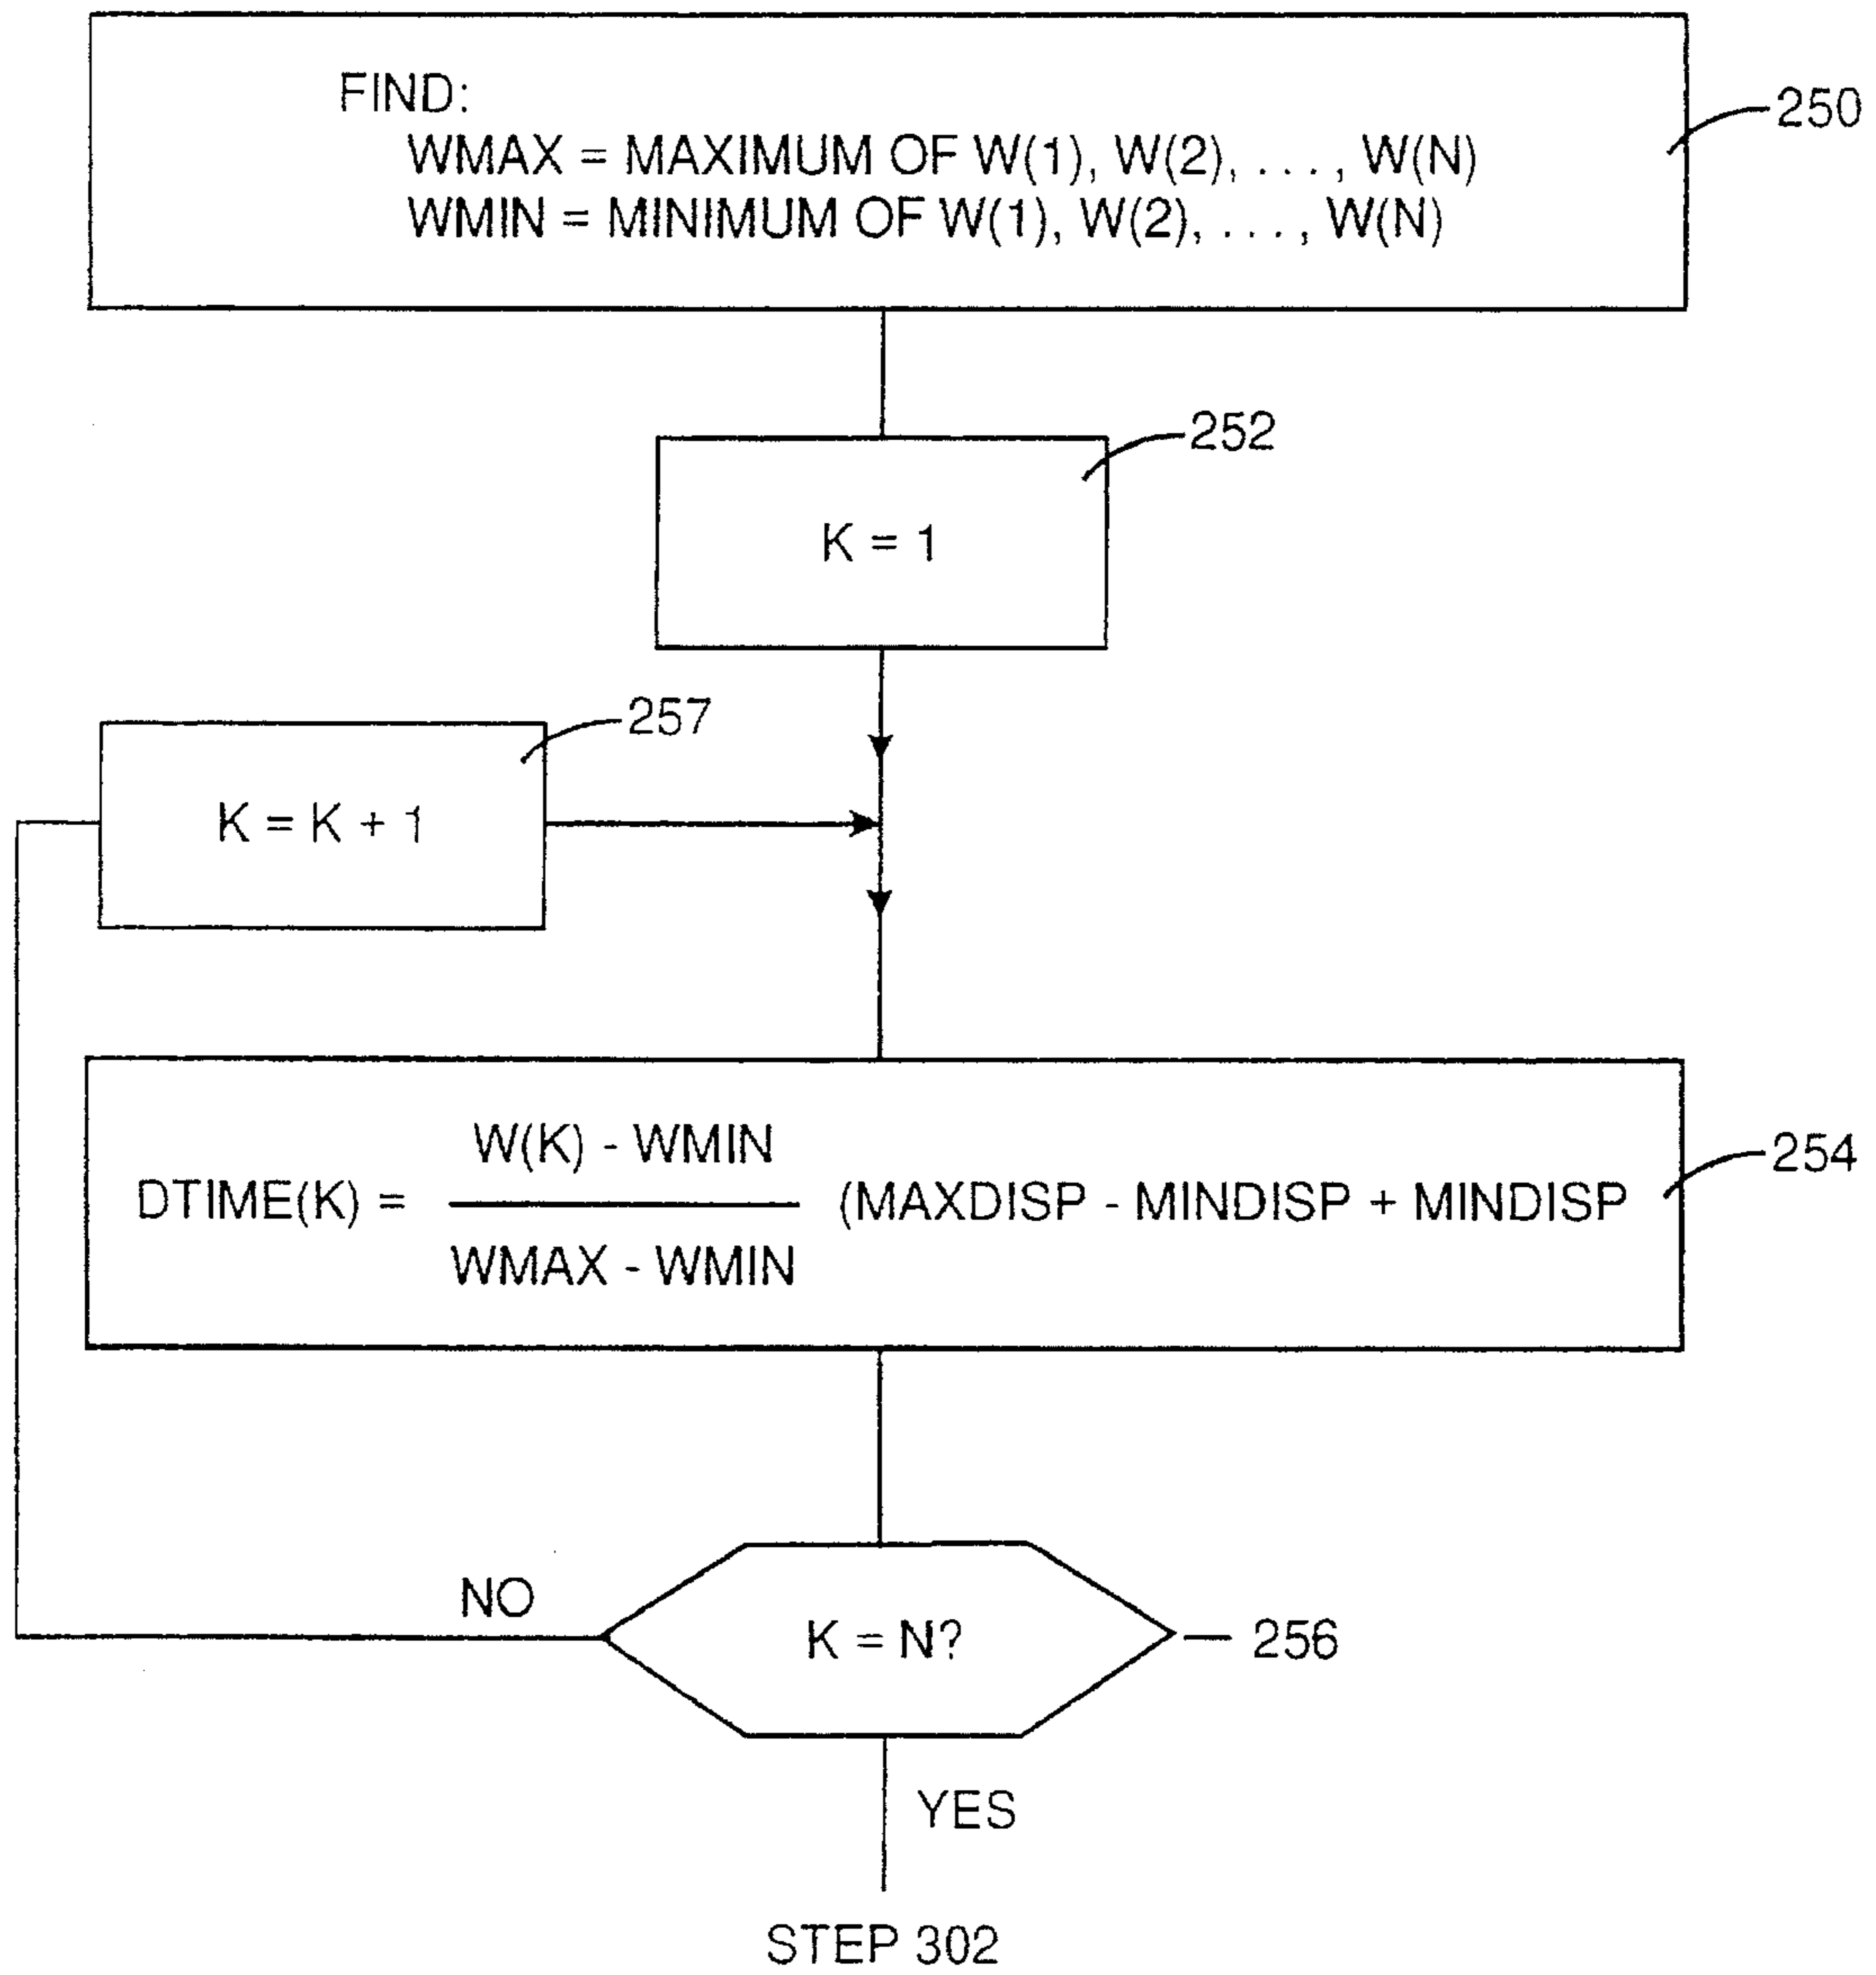 FIND:
WMAX = MAXIMUM OF W(1), W(2), . . . , W(N)
WMIN = MINIMUM OF W(1), W(2), . . . , W(N)
250
252
K = 1
257
K = K + 1
W(K) - WMIN
DTIME(K) = (MAXDISP - MINDISP + MINDISP
WMAX - WMIN
254
NO
K = N?
256
YES
STEP 302